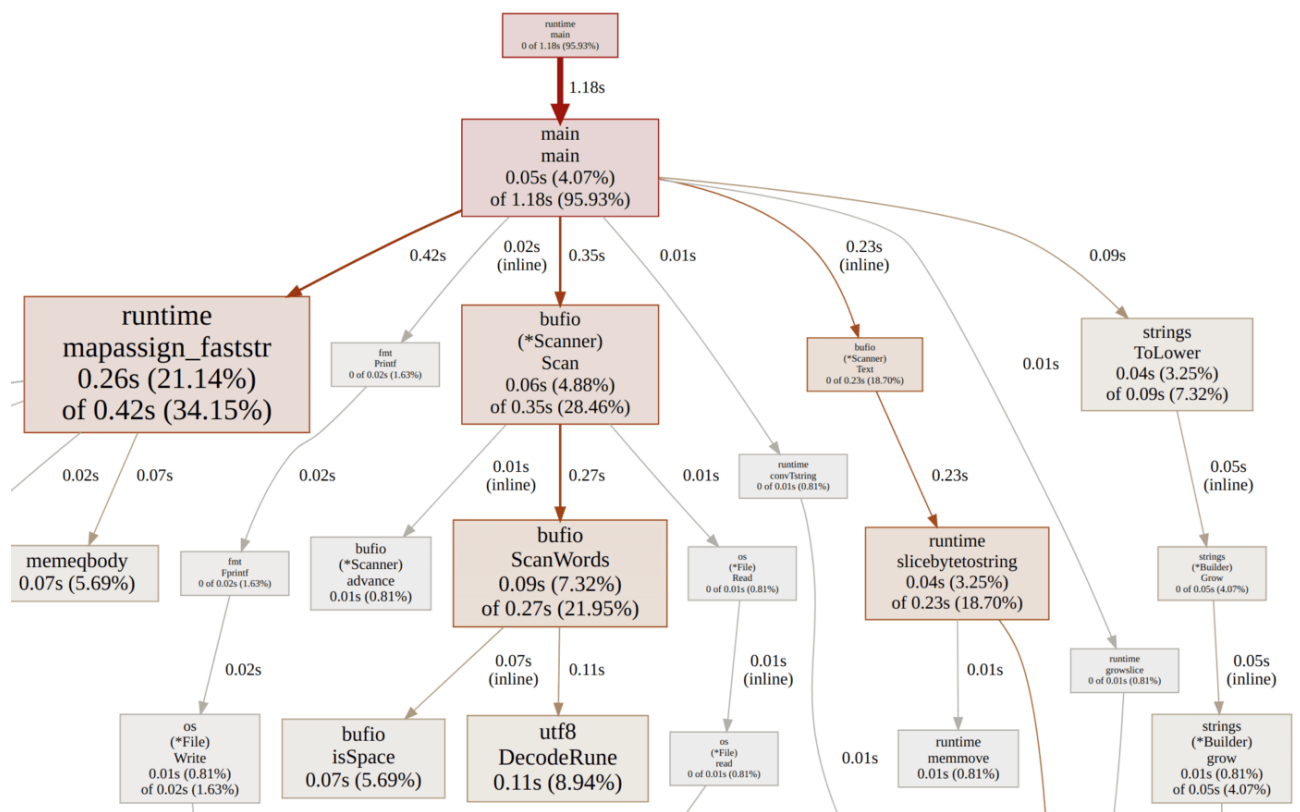 runtime
main
0 of 1.18s (95.93%)
1.18s
main
main
0.05s (4.07%)
of 1.18s (95.93%)
0.42s
0.02s
(inline)
0.35s
0.01s
0.23s
(inline)
0.09s
runtime
mapassign_faststr
0.26s (21.14%)
of 0.42s (34.15%)
fmt
Printf
0 of 0.02s (1.63%)
bufio
(*Scanner)
Scan
0.06s (4.88%)
of 0.35s (28.46%)
bufio
(*Scanner)
Text
0 of 0.23s (18.70%)
0.01s
strings
ToLower
0.04s (3.25%)
of 0.09s (7.32%)
0.02s
0.07s
0.02s
0.01s
(inline)
0.27s
0.01s
runtime
convTstring
0 of 0.01s (0.81%)
0.23s
0.05s
(inline)
memeqbody
0.07s (5.69%)
fmt
Fprintf
0 of 0.02s (1.63%)
bufio
(*Scanner)
advance
0.01s (0.81%)
bufio
ScanWords
0.09s (7.32%)
of 0.27s (21.95%)
os
(*File)
Read
0 of 0.01s (0.81%)
runtime
slicebytetostring
0.04s (3.25%)
of 0.23s (18.70%)
strings
(*Builder)
Grow
0 of 0.05s (4.07%)
0.02s
0.07s
(inline)
0.11s
0.01s
(inline)
0.01s
runtime
growslice
0 of 0.01s (0.81%)
0.05s
(inline)
os
(*File)
Write
0.01s (0.81%)
of 0.02s (1.63%)
bufio
isSpace
0.07s (5.69%)
utf8
DecodeRune
0.11s (8.94%)
os
(*File)
read
0 of 0.01s (0.81%)
0.01s
runtime
memmove
0.01s (0.81%)
strings
(*Builder)
grow
0.01s (0.81%)
of 0.05s (4.07%)